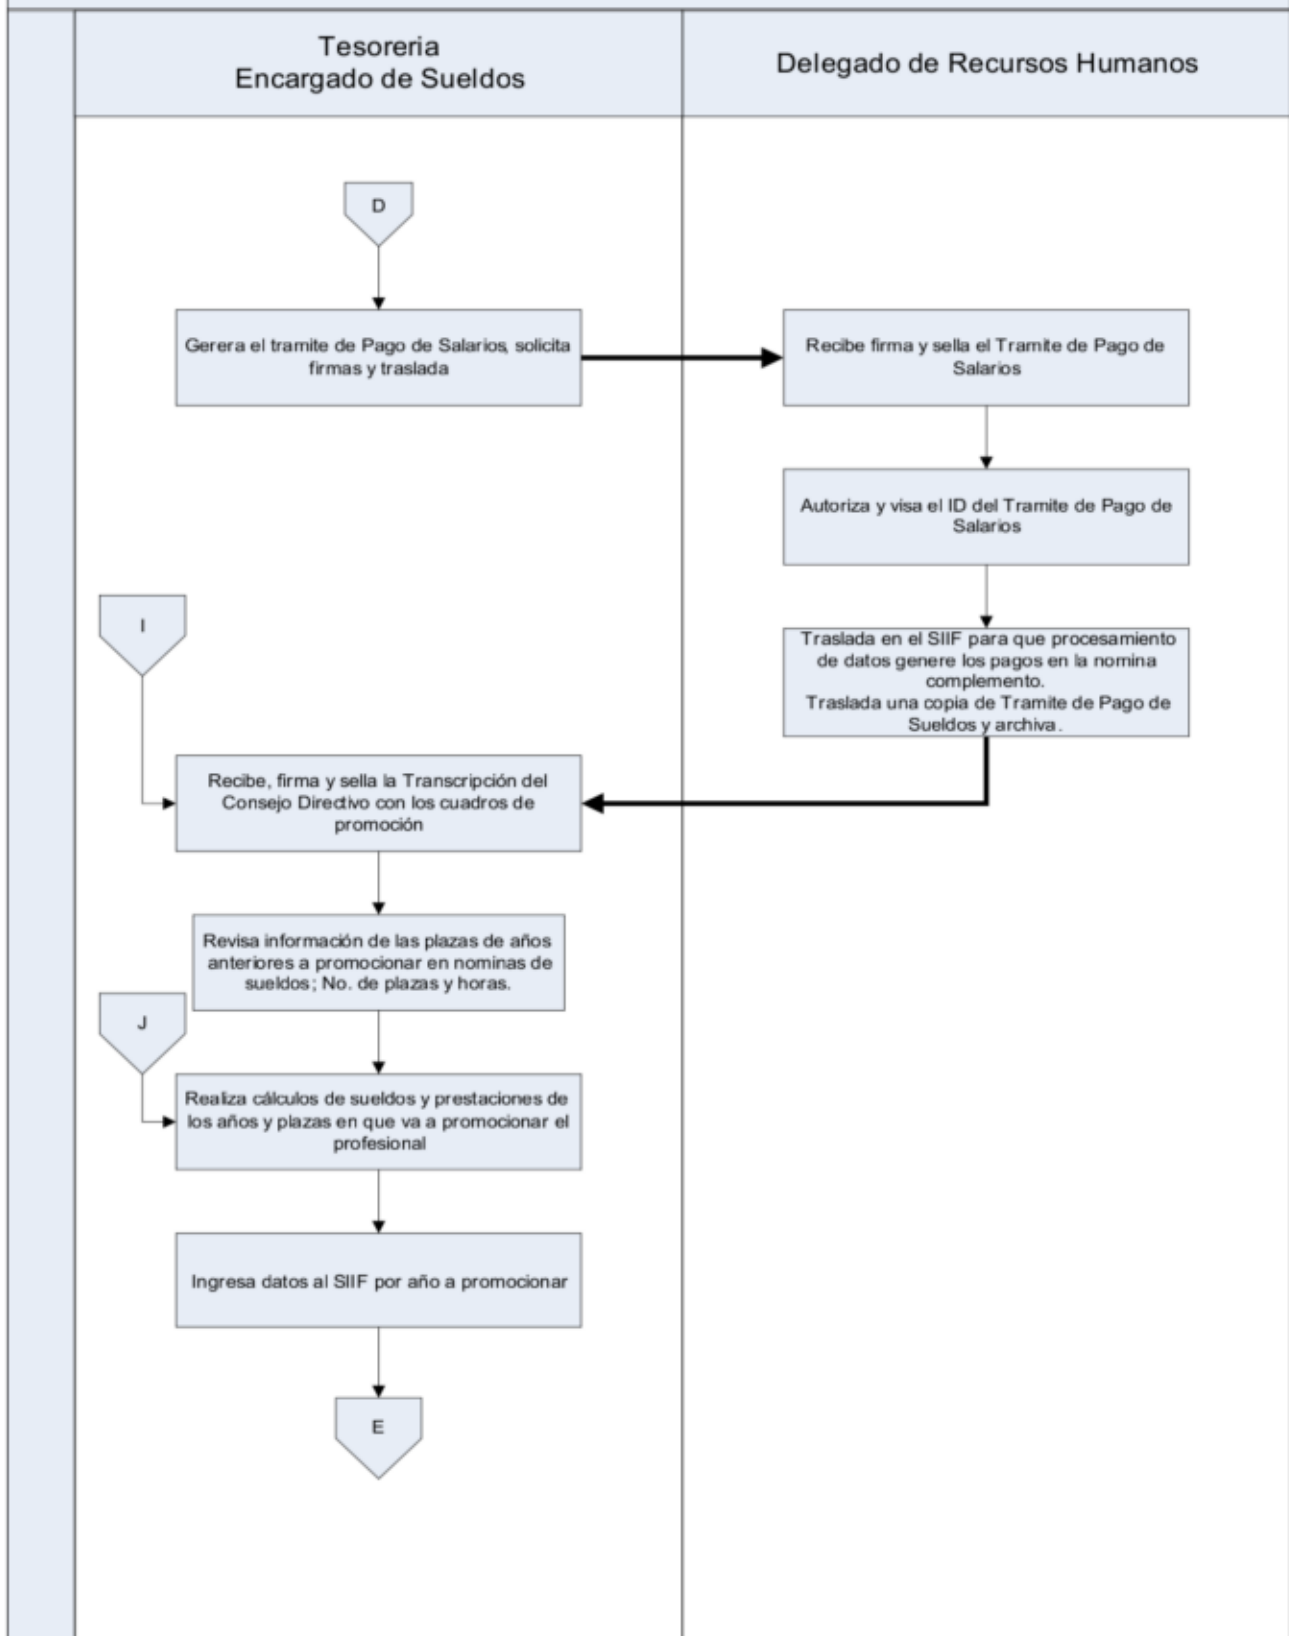 Tesoreria
Encargado de Sueldos
Delegado de Recursos Humanos
D
Gerera el tramite de Pago de Salarios, solicita
firmas y traslada
Recibe firma y sella el Tramite de Pago de
Salarios
Autoriza y visa el ID del Tramite de Pago de
Salarios
I
Traslada en el SIIF para que procesamiento
de datos genere los pagos en la nomina
complemento.
Traslada una copia de Tramite de Pago de
Sueldos y archiva.
Recibe, firma y sella la Transcripción del
Consejo Directivo con los cuadros de
promoción
Revisa información de las plazas de años
anteriores a promocionar en nominas de
sueldos; No. de plazas y horas.
J
Realiza cálculos de sueldos y prestaciones de
los años y plazas en que va a promocionar el
profesional
Ingresa datos al SIIF por año a promocionar
E